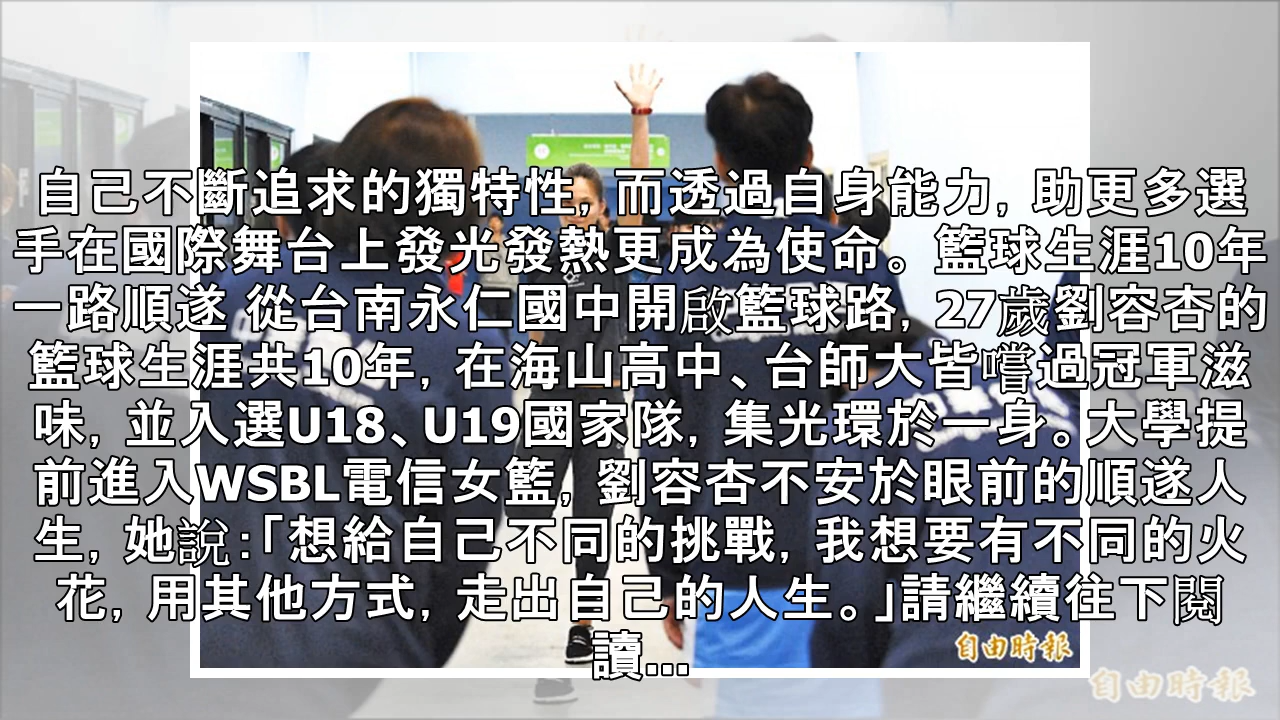 自己不斷追求的獨特性, 而透過自身能力, 助更多選
手在國際舞台上發光發熱更成為使命。籃球生涯10年
一路順遂 從台南永仁國中開啟籃球路, 27歲劉容杏的
籃球生涯共10年, 在海山高中、台師大皆嚐過冠軍滋
味, 並入選U18、U19國家隊, 集光環於一身。大學提
前進入WSBL電信女籃, 劉容杏不安於眼前的順遂人
生, 她說:「想給自己不同的挑戰, 我想要有不同的火
花, 用其他方式, 走出自己的人生。」請繼續往下閱
讀...
自由時報
自由時報